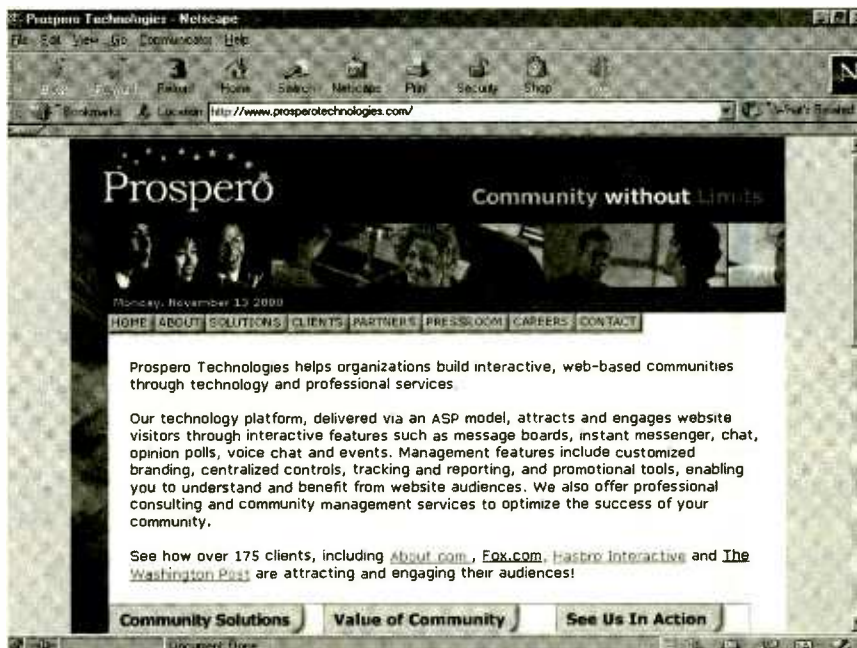 Prospero Technologies - Netscape
File Edit View Go Communicator Help
Reload Home Search Netscape Print Security Shop
Bookmarks Location http://www.prosperotechnologies.com/ What's Related
Prospero
Community without Limits
Monday, November 13 2000
HOME ABOUT SOLUTIONS CLIENTS PARTNERS PRESSROOM CAREERS CONTACT
Prospero Technologies helps organizations build interactive, web-based communities
through technology and professional services
Our technology platform, delivered via an ASP model, attracts and engages website
visitors through interactive features such as message boards, instant messenger, chat,
opinion polls, voice chat and events. Management features include customized
branding, centralized controls, tracking and reporting, and promotional tools, enabling
you to understand and benefit from website audiences. We also offer professional
consulting and community management services to optimize the success of your
community.
See how over 175 clients, including About com , Fox.com, Hasbro Interactive and The
Washington Post are attracting and engaging their audiences!
Community Solutions Value of Community See Us In Action
Document Done